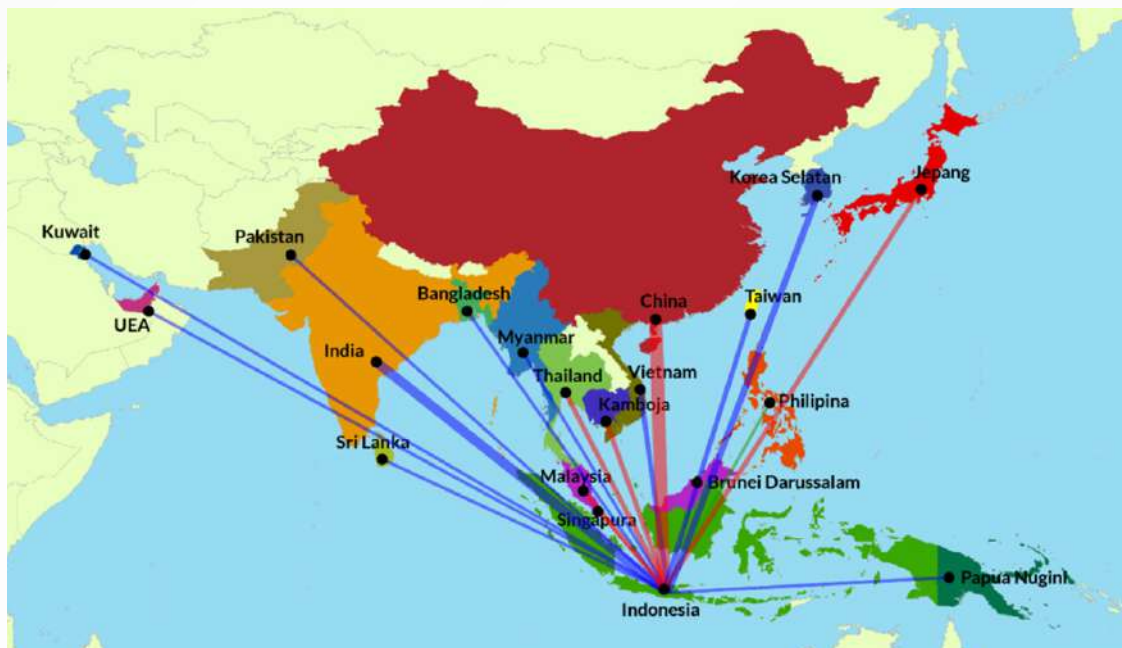 Korea Selatan
Jepang
Kuwait
Pakistan
Bangladesh
China
Taiwan
UEA
Myanmar
India
Thailand
Vietnam
Kamboja
Philipina
Sri Lanka
Malaysia
Brunei Darussalam
Singapura
Papua Nugini
Indonesia